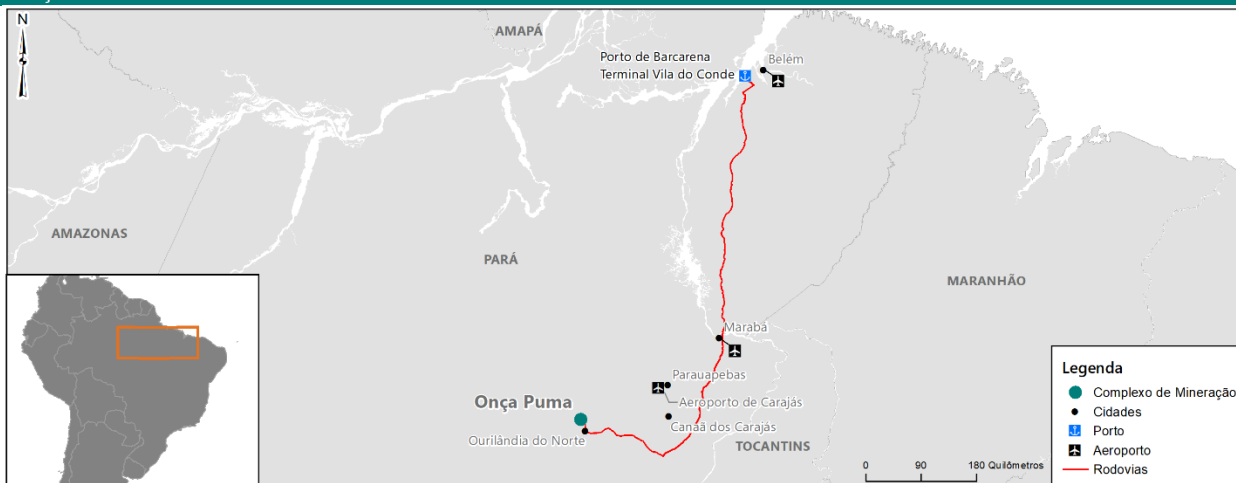 N
AMAPÁ
Porto de Barcarena
Terminal Vila do Conde
Belém
AMAZONAS
PARÁ
MARANHÃO
Marabá
Parauapebas
Aeroporto de Carajás
Onça Puma
Canaã dos Carajás
Ourilândia do Norte
TOCANTINS
Legenda
Complexo de Mineração
Cidades
Porto
Aeroporto
Rodovias
0 90 180 Quilômetros